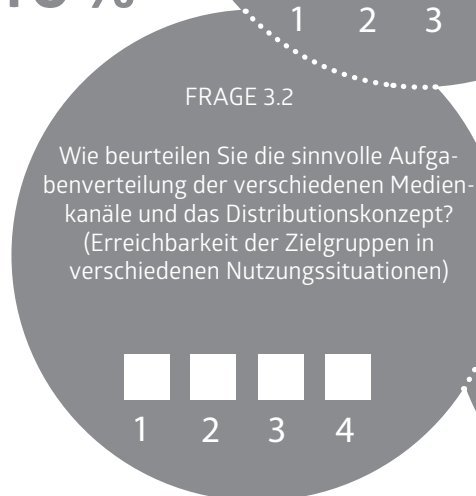 1 2 3
FRAGE 3.2
Wie beurteilen Sie die sinnvolle Aufga-
benverteilung der verschiedenen Medien-
kanäle und das Distributionskonzept?
(Erreichbarkeit der Zielgruppen in
verschiedenen Nutzungssituationen)
1 2 3 4